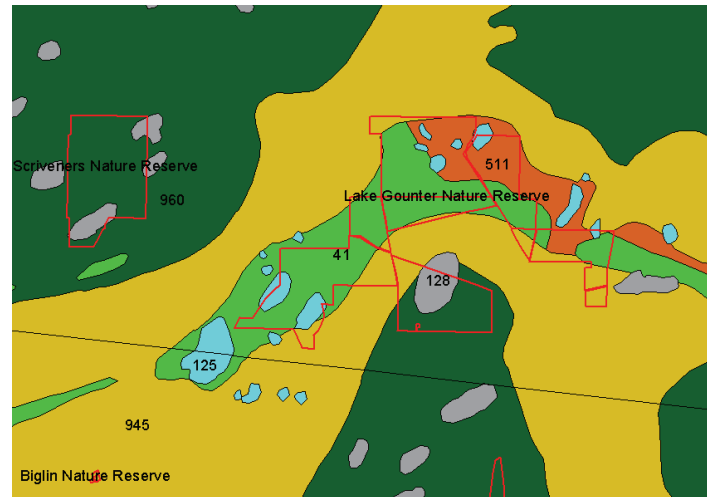 Scriveners Nature Reserve
511
960
Lake Gounter Nature Reserve
41
128
125
945
Biglin Nature Reserve